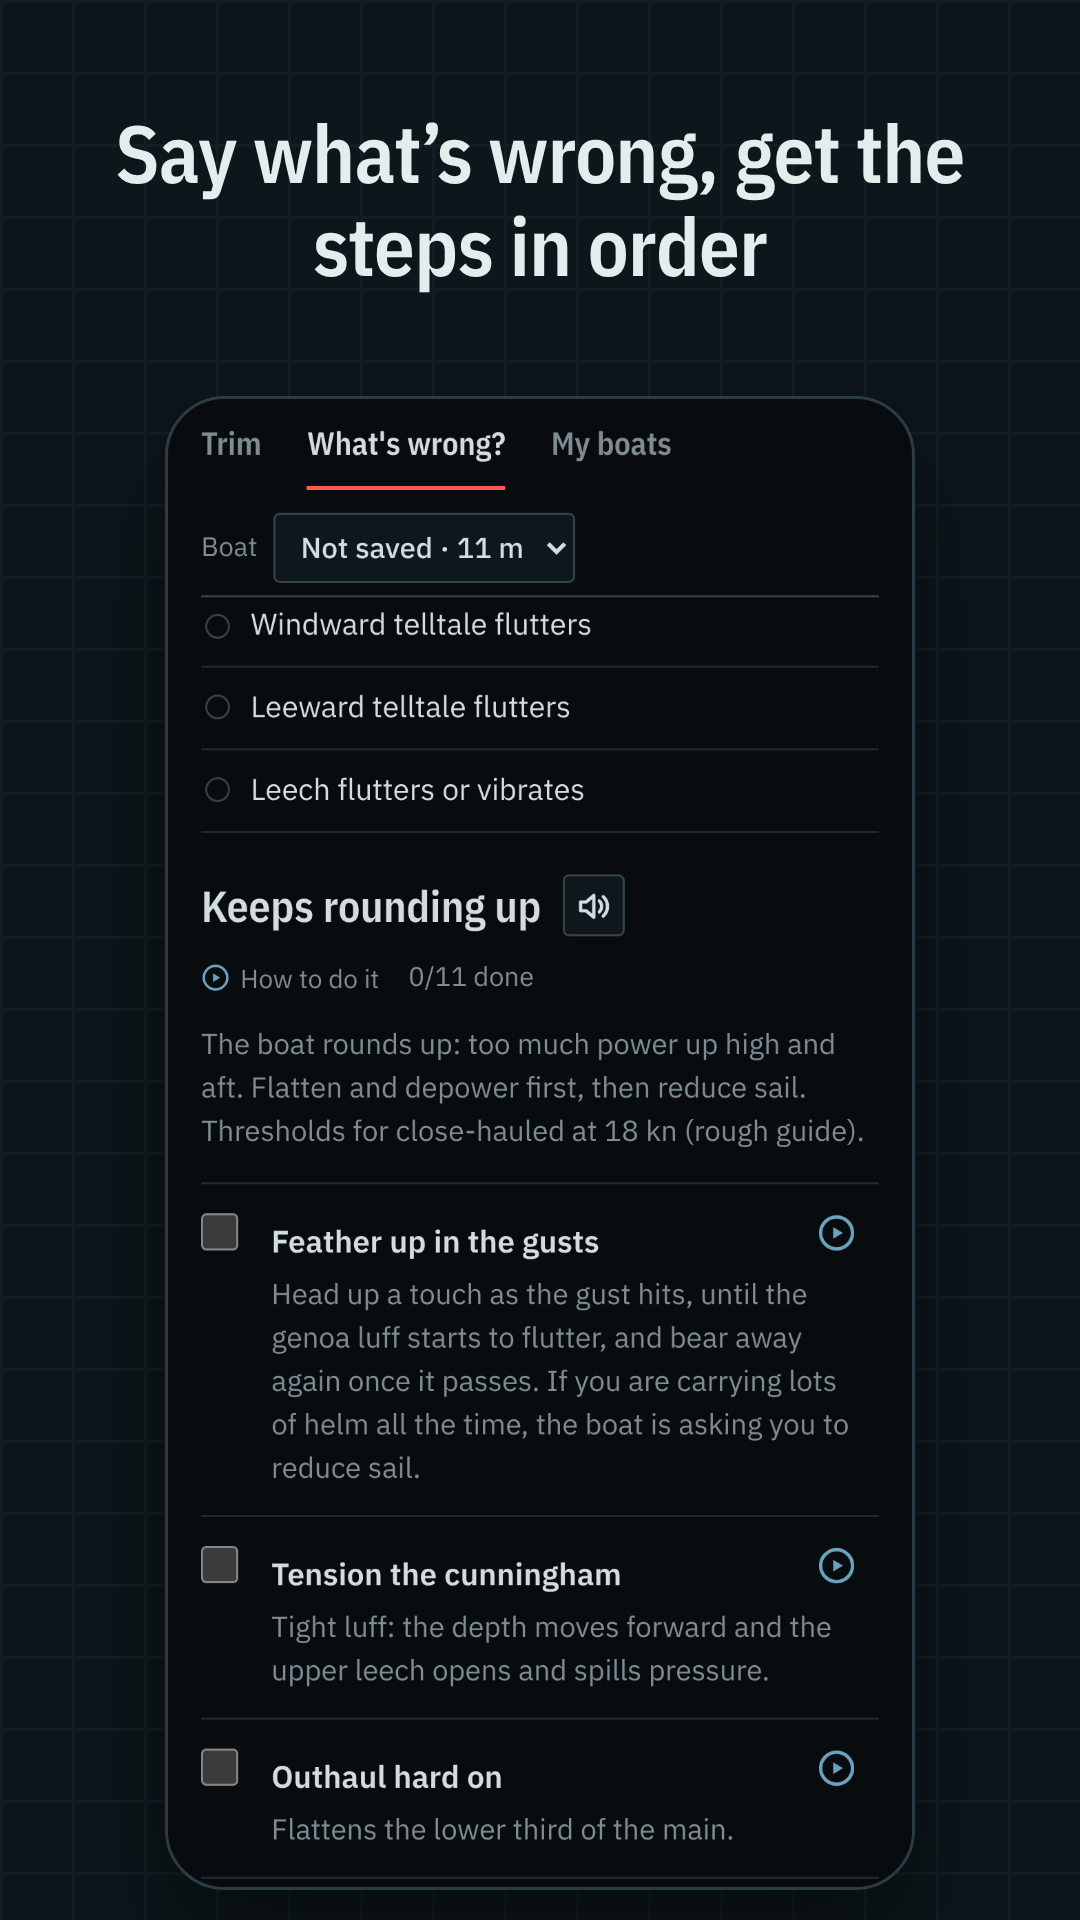 Say what’s wrong, get the
steps in order
Trim What's wrong? My boats
Boat Not saved · 11 m
Windward telltale flutters
Leeward telltale flutters
Leech flutters or vibrates
Keeps rounding up
How to do it 0/11 done
The boat rounds up: too much power up high and
aft. Flatten and depower first, then reduce sail.
Thresholds for close-hauled at 18 kn (rough guide).
Feather up in the gusts
Head up a touch as the gust hits, until the
genoa luff starts to flutter, and bear away
again once it passes. If you are carrying lots
of helm all the time, the boat is asking you to
reduce sail.
Tension the cunningham
Tight luff: the depth moves forward and the
upper leech opens and spills pressure.
Outhaul hard on
Flattens the lower third of the main.